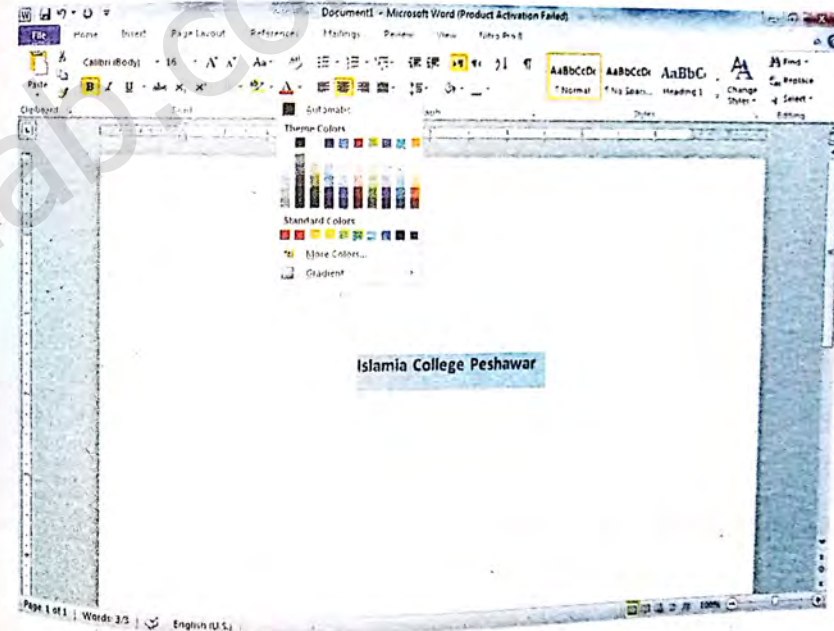 Document1 - Microsoft Word (Product Activation Failed)
File Home Insert Page Layout References Mailings Review View Nitro Pro 8
Calibri (Body) 16 Aa
AaBbCcDc AaBbCcDc AaBbC
Find
Replace
Select
Paste B I U abc
¶ Normal ¶ No Spaci... Heading 1 Change Styles
Clipboard Styles Editing
Automatic
Theme Colors
Standard Colors
More Colors...
Gradient
Islamia College Peshawar
Page 1 of 1 Words: 3/3 English (U.S.) 100%